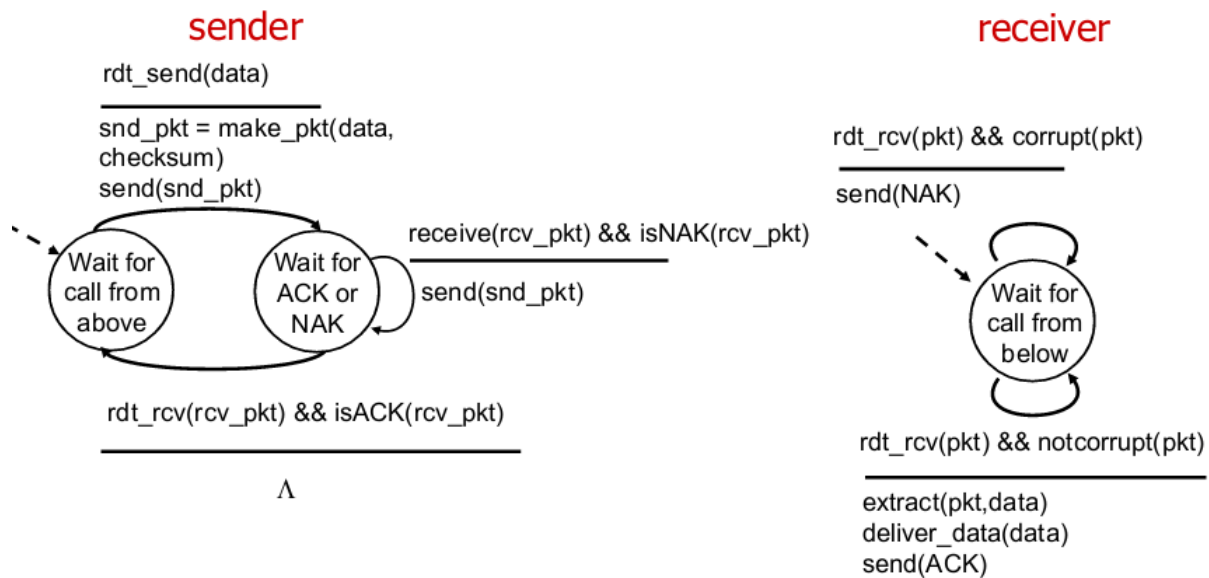 sender
rdt_send(data)
snd_pkt = make_pkt(data,
checksum)
send(snd_pkt)
Wait for
call from
above
Wait for
ACK or
NAK
receive(rcv_pkt) && isNAK(rcv_pkt)
send(snd_pkt)
rdt_rcv(rcv_pkt) && isACK(rcv_pkt)
Λ
receiver
rdt_rcv(pkt) && corrupt(pkt)
send(NAK)
Wait for
call from
below
rdt_rcv(pkt) && notcorrupt(pkt)
extract(pkt,data)
deliver_data(data)
send(ACK)